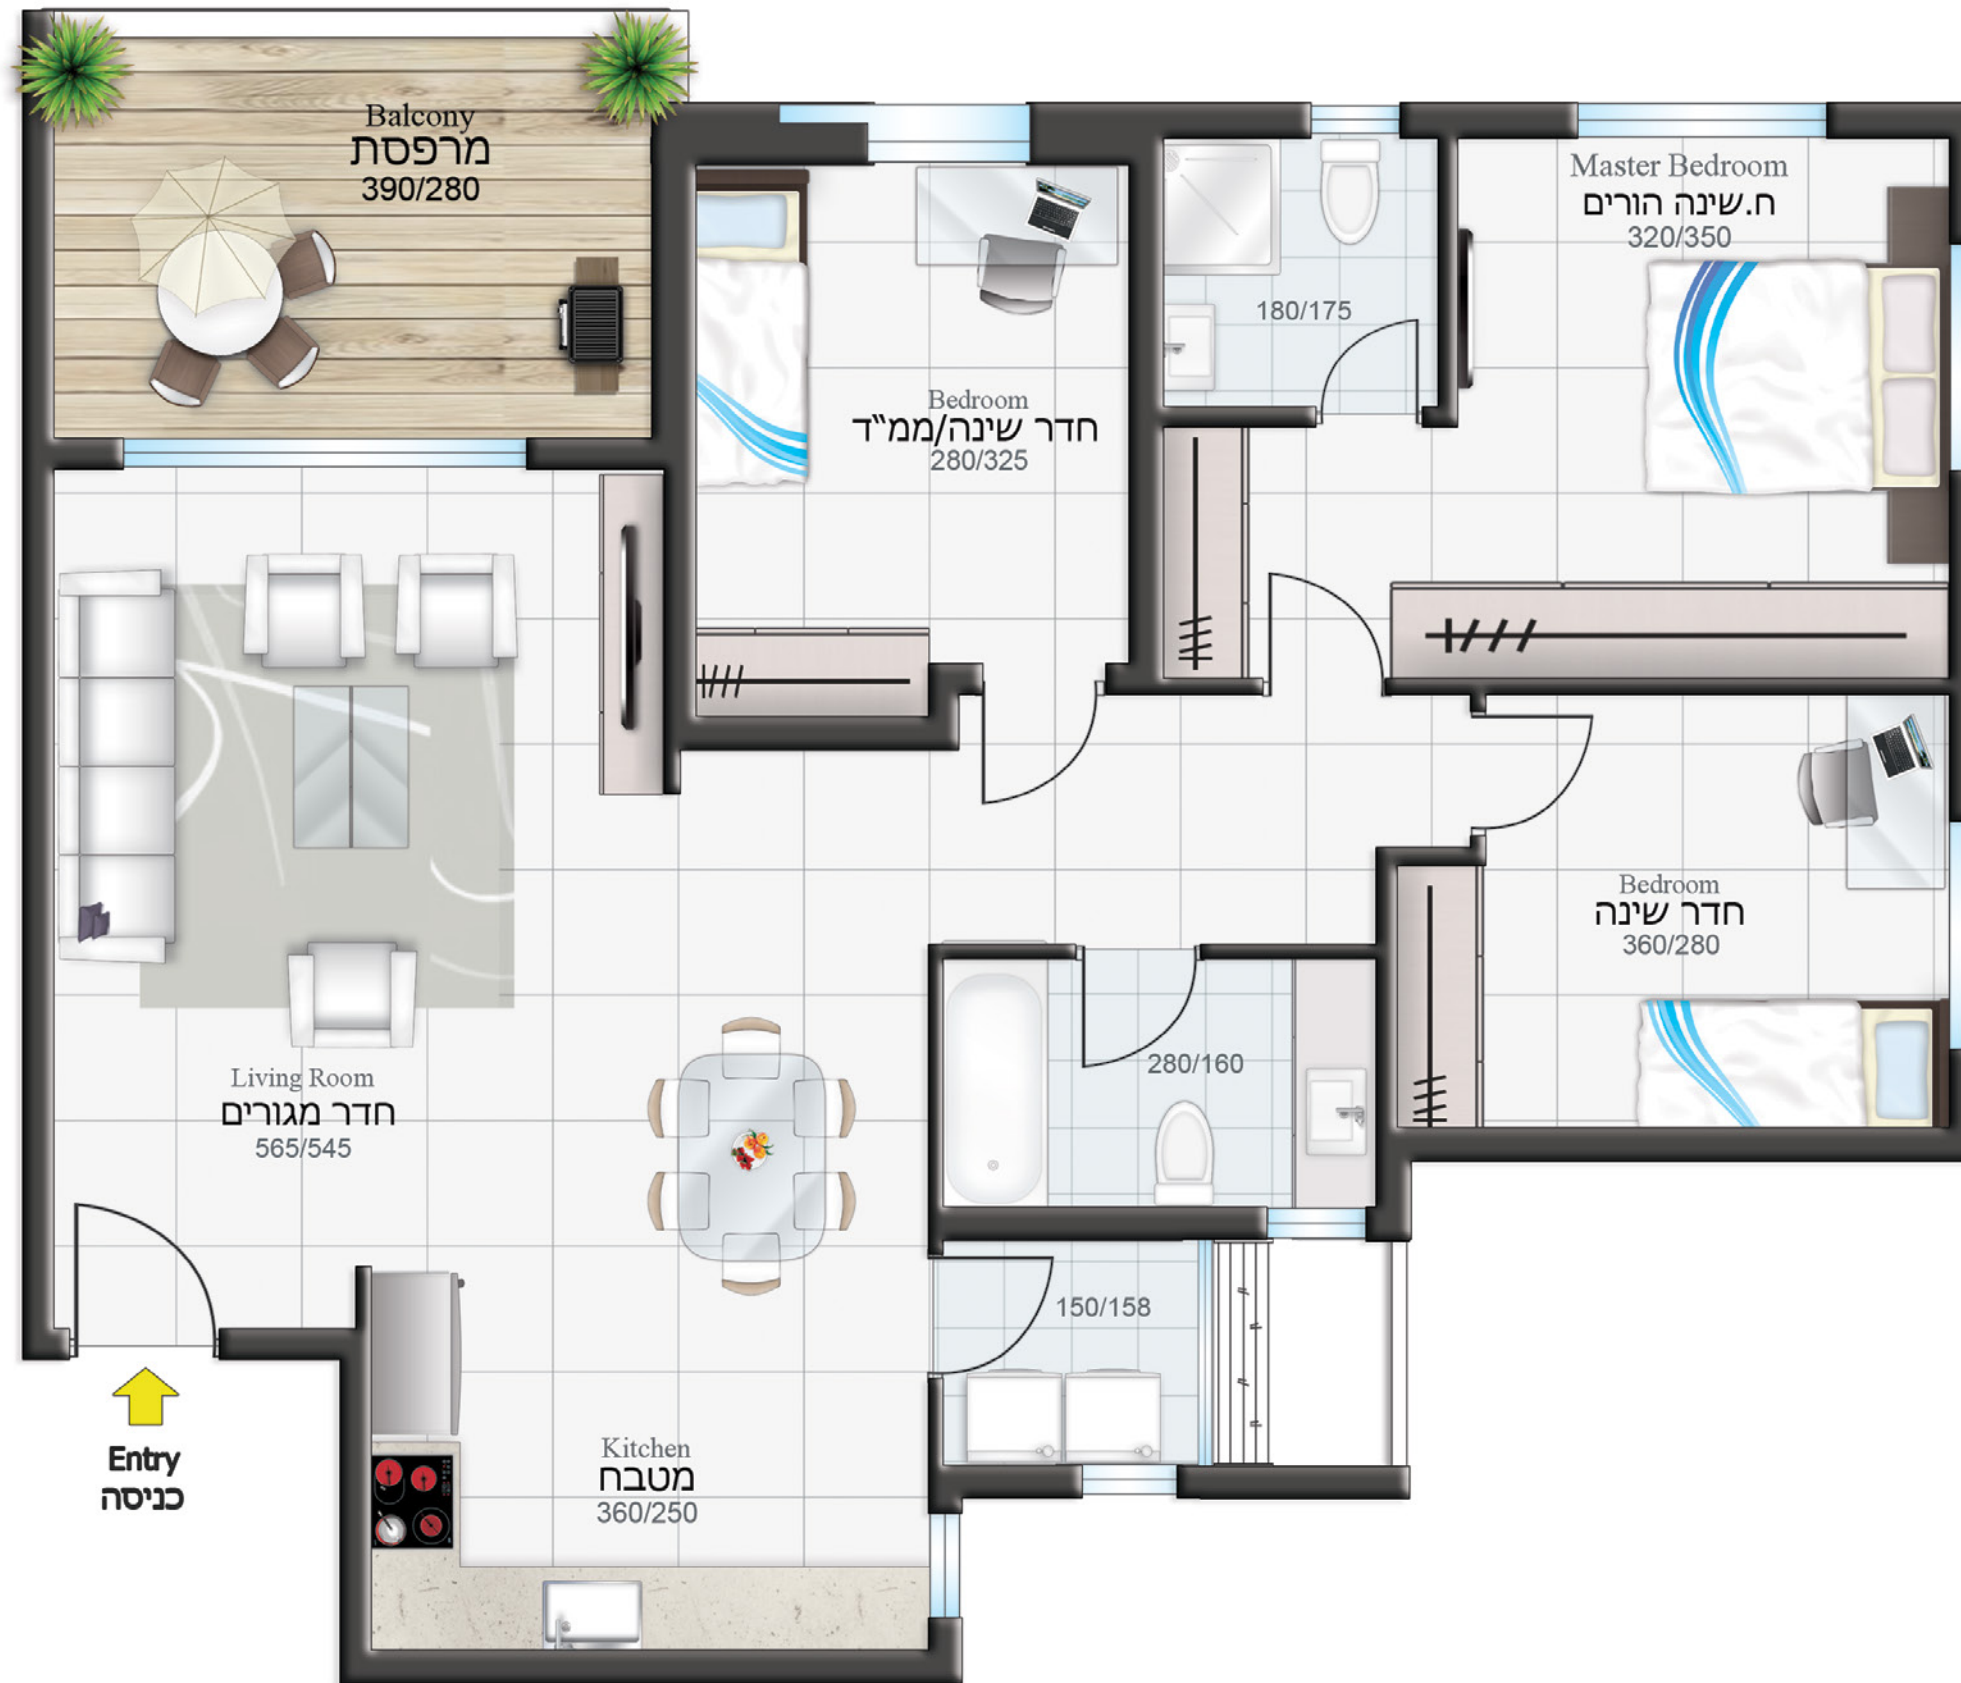 Balcony
מרפסת
390/280
Master Bedroom
ח.שינה הורים
320/350
180/175
Bedroom
חדר שינה/ממ"ד
280/325
Bedroom
חדר שינה
360/280
280/160
Living Room
חדר מגורים
565/545
150/158
Kitchen
מטבח
360/250
Entry
כניסה